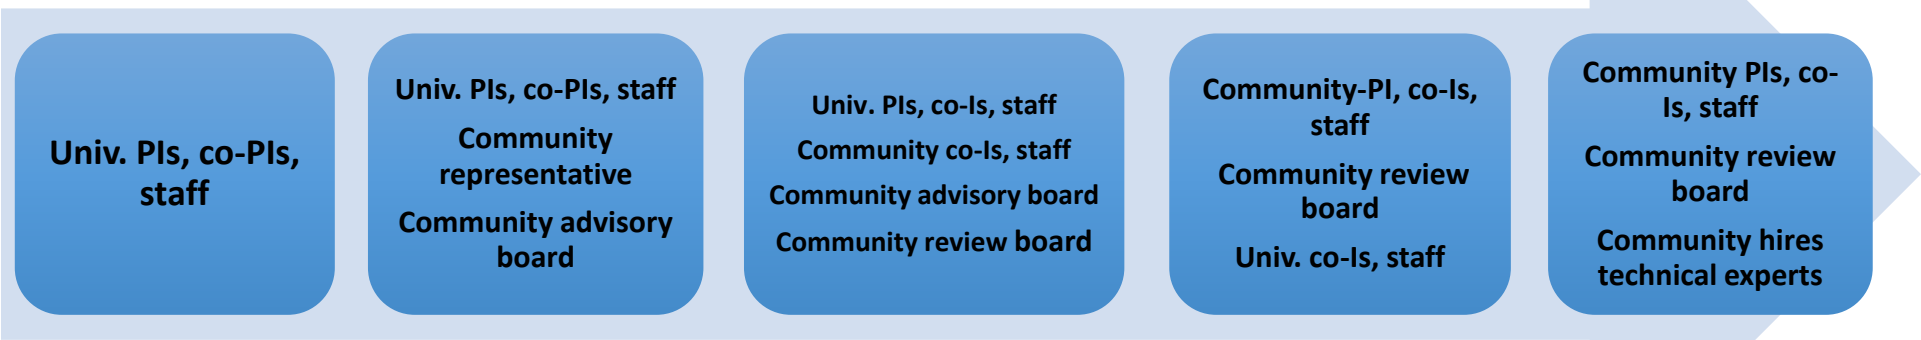 Univ. PIs, co-PIs,
staff
Univ. PIs, co-PIs, staff
Community
representative
Community advisory
board
Univ. PIs, co-Is, staff
Community co-Is, staff
Community advisory board
Community review board
Community-PI, co-Is,
staff
Community review
board
Univ. co-Is, staff
Community PIs, co-
Is, staff
Community review
board
Community hires
technical experts